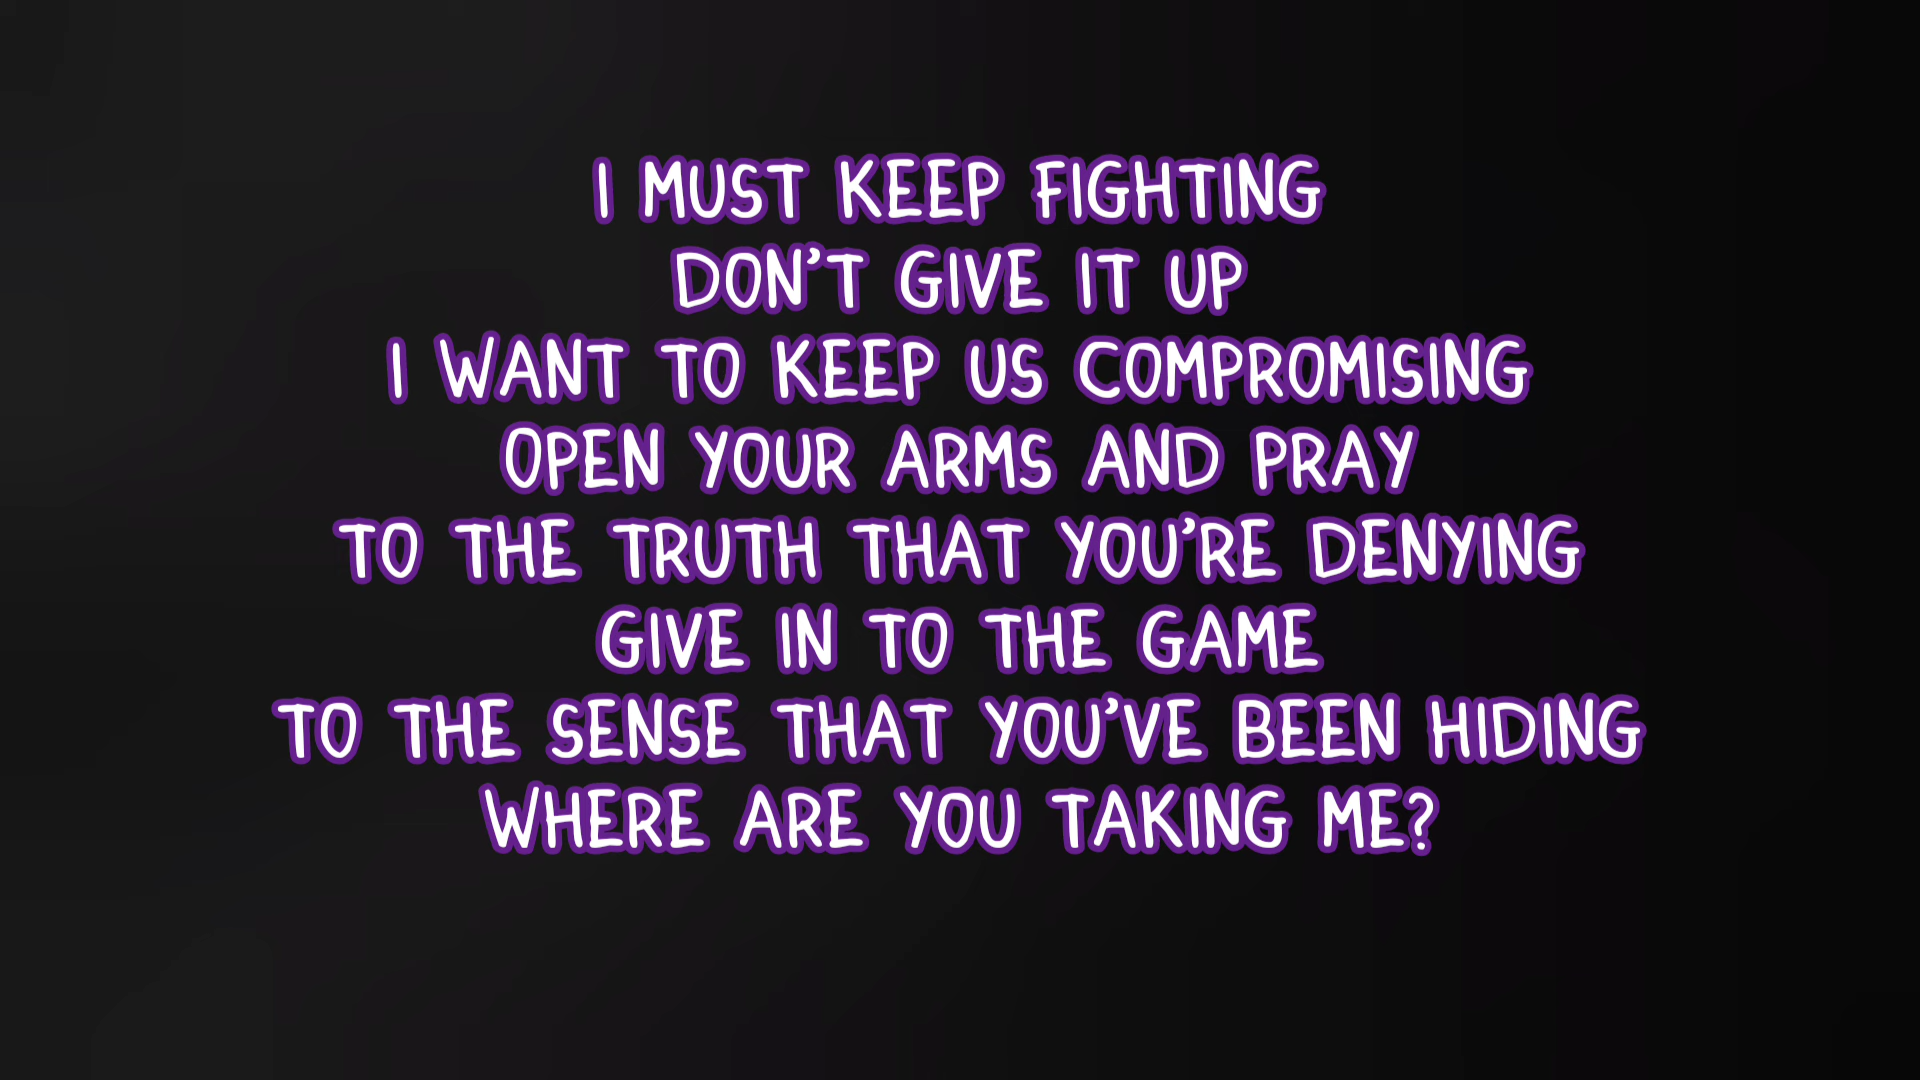 I MUST KEEP FIGHTING
DON'T GIVE IT UP
I WANT TO KEEP US COMPROMISING
OPEN YOUR ARMS AND PRAY
TO THE TRUTH THAT YOU'RE DENYING
GIVE IN TO THE GAME
TO THE SENSE THAT YOU'VE BEEN HIDING
WHERE ARE YOU TAKING ME?